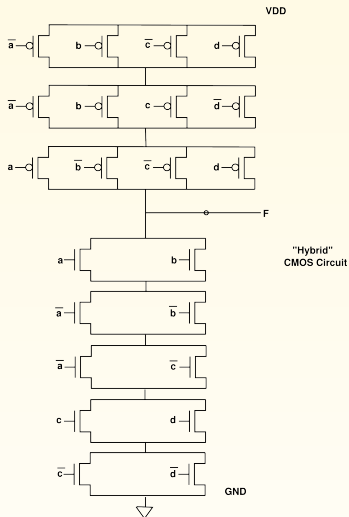 VDD
a̅ b c̅ d
a̅ b c d̅
a b̅ c̅ d
F
"Hybrid"
CMOS Circuit
a b
a̅ b̅
a̅ c̅
c d
c̅ d̅
GND